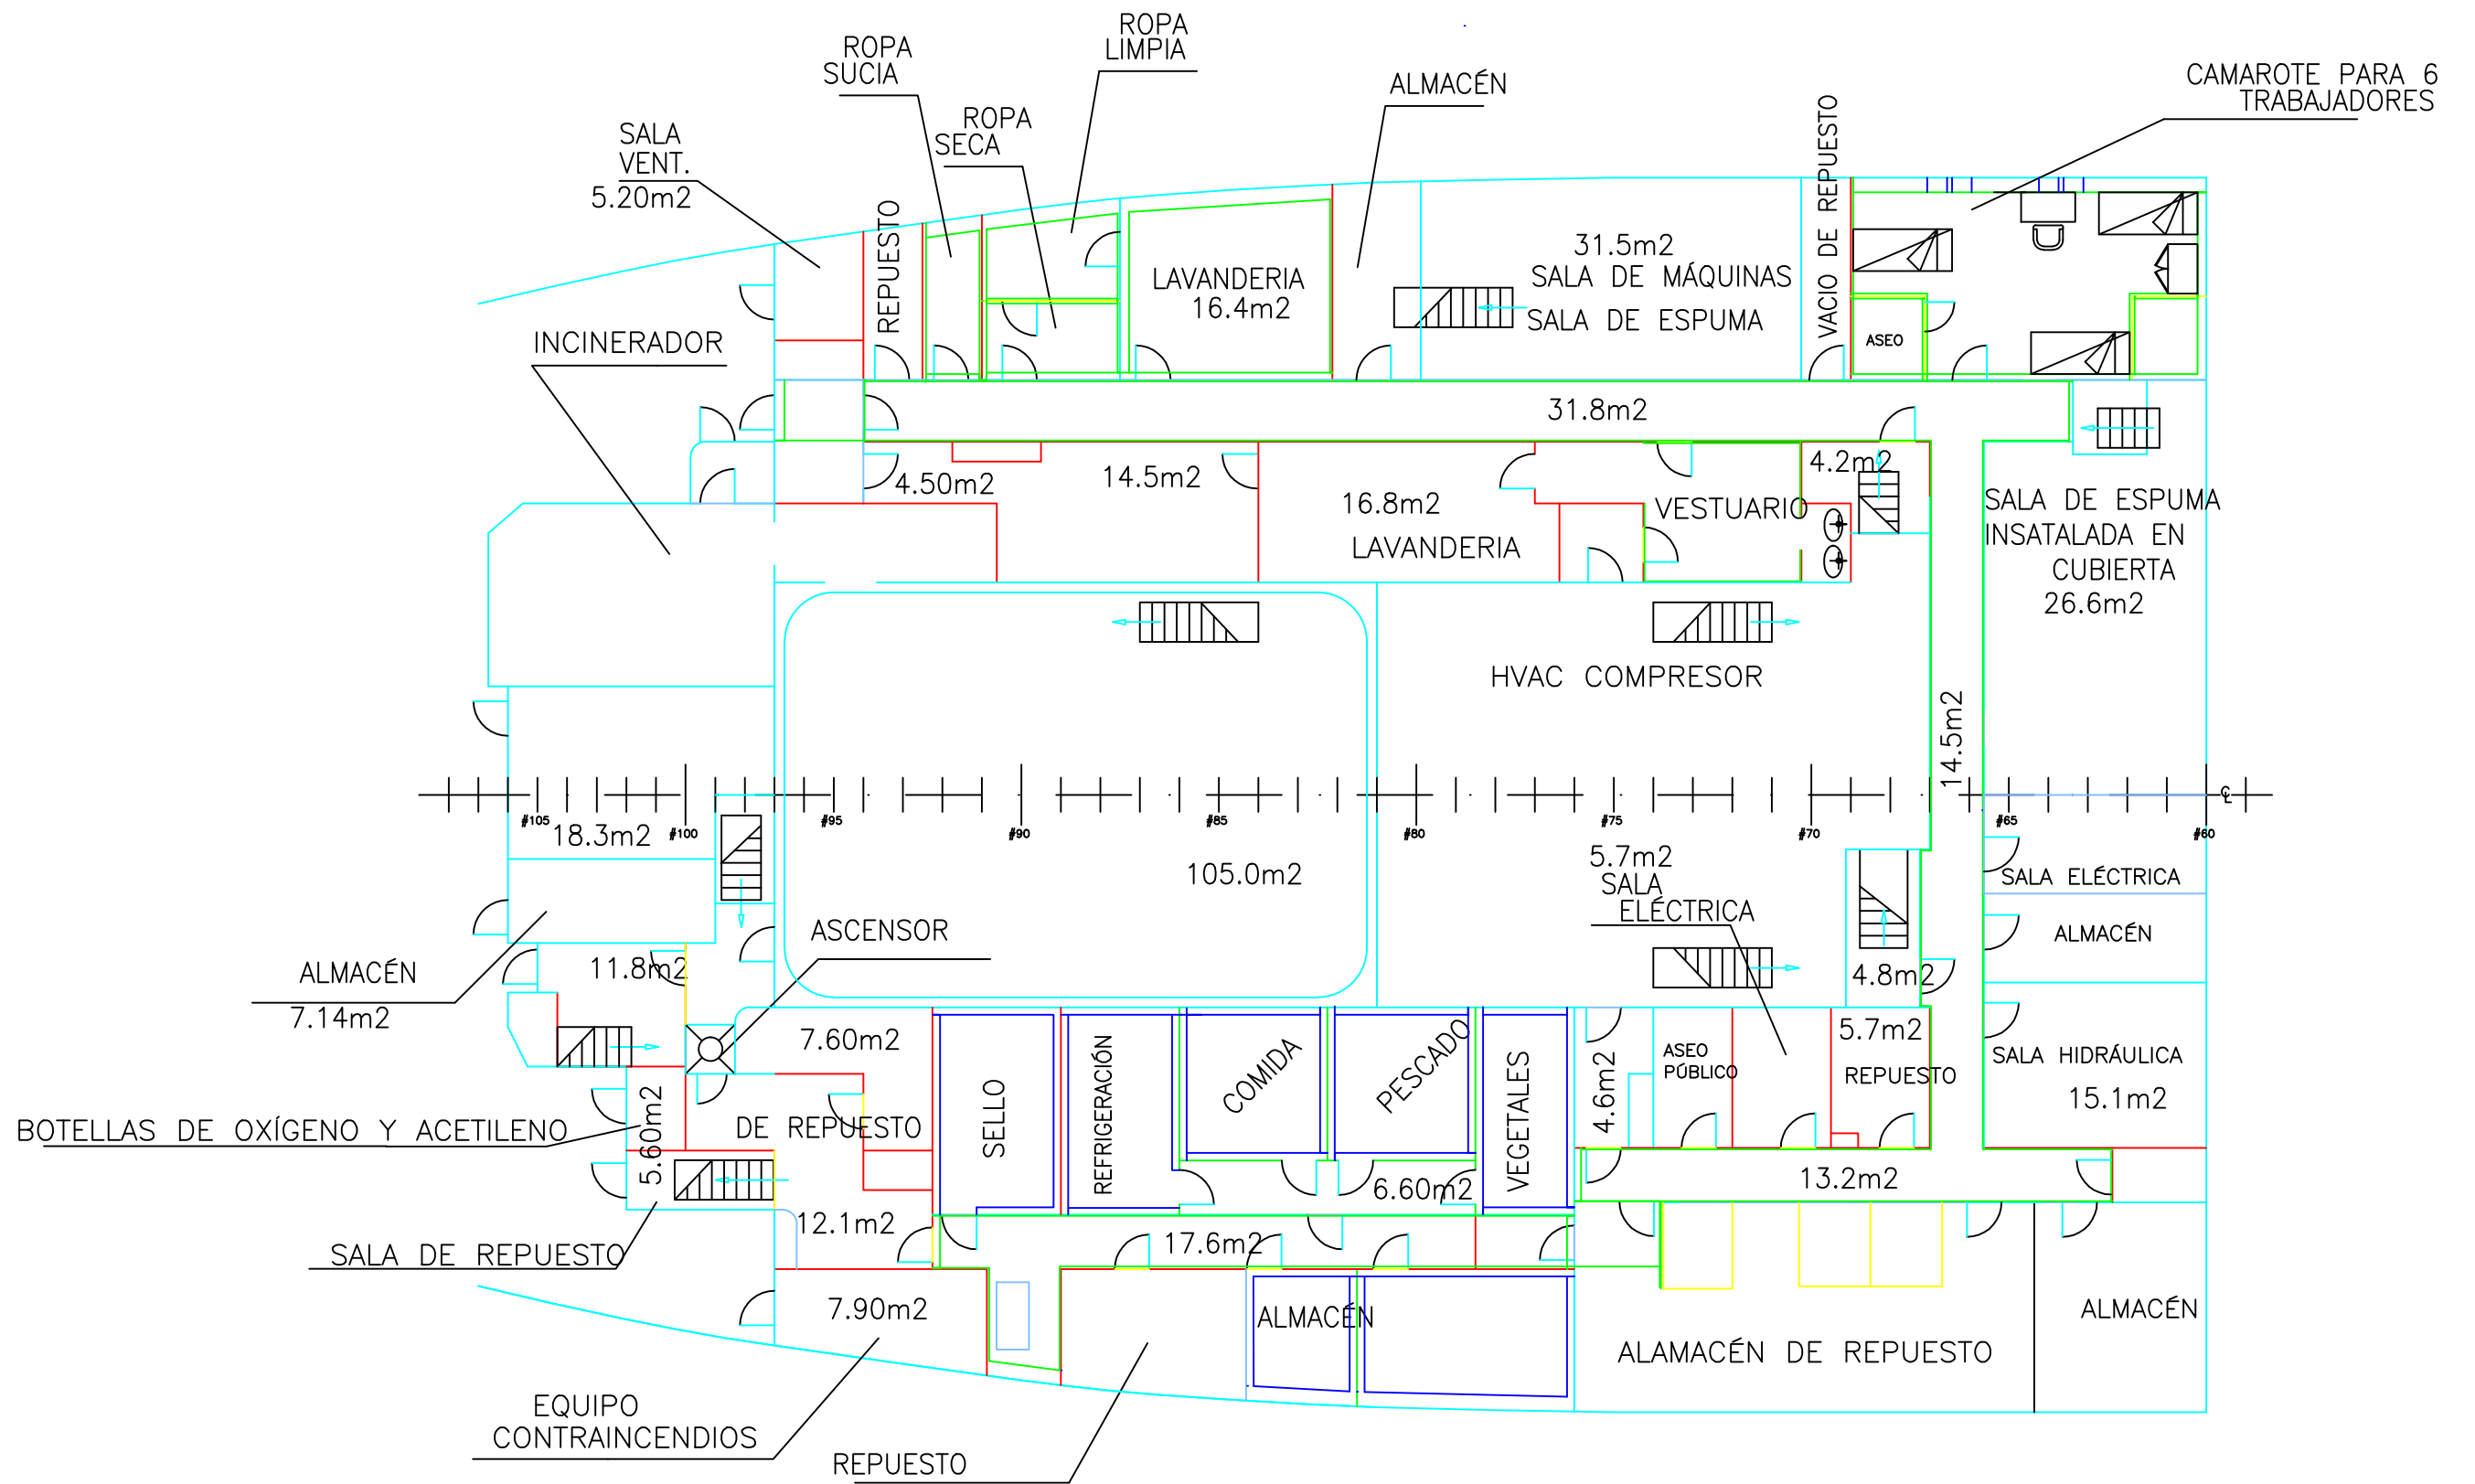 ROPA
LIMPIA
ROPA
SUCIA
ALMACÉN
CAMAROTE PARA 6
TRABAJADORES
ROPA
SECA
SALA
VENT.
5.20m2
REPUESTO
VACIO DE REPUESTO
LAVANDERIA
16.4m2
31.5m2
SALA DE MÁQUINAS
SALA DE ESPUMA
ASEO
INCINERADOR
31.8m2
4.50m2
14.5m2
16.8m2
LAVANDERIA
VESTUARIO
4.2m2
SALA DE ESPUMA
INSATALADA EN
CUBIERTA
26.6m2
HVAC COMPRESOR
14.5m2
℄
#105
#100
#95
#90
#85
#80
#75
#70
#65
#60
18.3m2
105.0m2
5.7m2
SALA
ELÉCTRICA
SALA ELÉCTRICA
ASCENSOR
ALMACÉN
11.8m2
ALMACÉN
7.14m2
4.8m2
7.60m2
5.7m2
REPUESTO
ASEO
PÚBLICO
4.6m2
SALA HIDRÁULICA
15.1m2
SELLO
REFRIGERACIÓN
COMIDA
PESCADO
VEGETALES
BOTELLAS DE OXÍGENO Y ACETILENO
5.60m2
DE REPUESTO
6.60m2
13.2m2
12.1m2
17.6m2
SALA DE REPUESTO
7.90m2
ALMACÉN
ALAMACÉN DE REPUESTO
ALMACÉN
EQUIPO
CONTRAINCENDIOS
REPUESTO